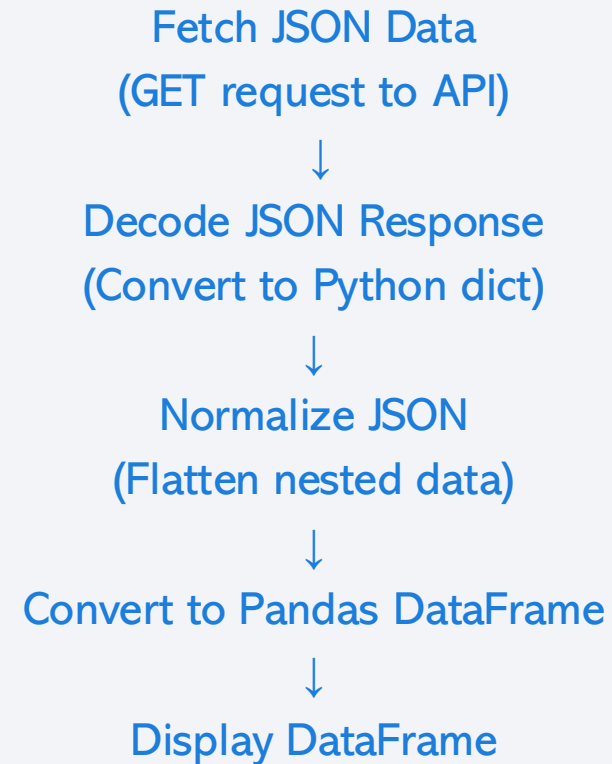 Fetch JSON Data
(GET request to API)
↓
Decode JSON Response
(Convert to Python dict)
↓
Normalize JSON
(Flatten nested data)
↓
Convert to Pandas DataFrame
↓
Display DataFrame